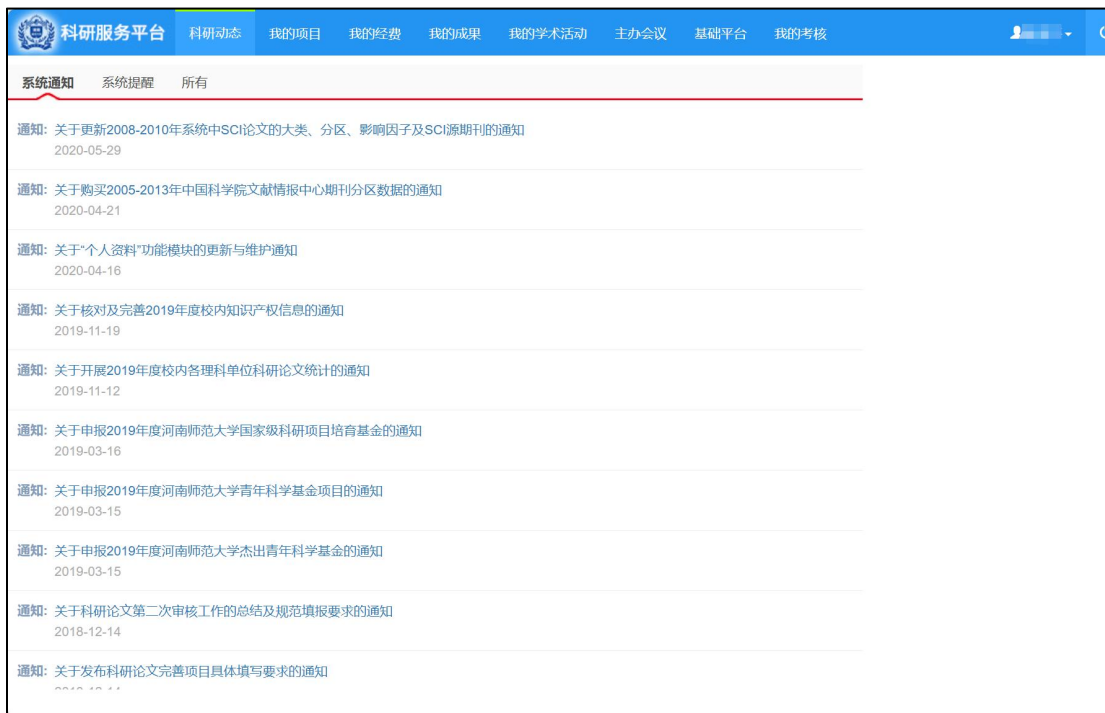 科研服务平台 科研动态 我的项目 我的经费 我的成果 我的学术活动 主办会议 基础平台 我的考核
系统通知 系统提醒 所有
通知: 关于更新2008-2010年系统中SCI论文的大类、分区、影响因子及SCI源期刊的通知
2020-05-29
通知: 关于购买2005-2013年中国科学院文献情报中心期刊分区数据的通知
2020-04-21
通知: 关于“个人资料”功能模块的更新与维护通知
2020-04-16
通知: 关于核对及完善2019年度校内知识产权信息的通知
2019-11-19
通知: 关于开展2019年度校内各理科单位科研论文统计的通知
2019-11-12
通知: 关于申报2019年度河南师范大学国家级科研项目培育基金的通知
2019-03-16
通知: 关于申报2019年度河南师范大学青年科学基金项目的通知
2019-03-15
通知: 关于申报2019年度河南师范大学杰出青年科学基金的通知
2019-03-15
通知: 关于科研论文第二次审核工作的总结及规范填报要求的通知
2018-12-14
通知: 关于发布科研论文完善项目具体填写要求的通知